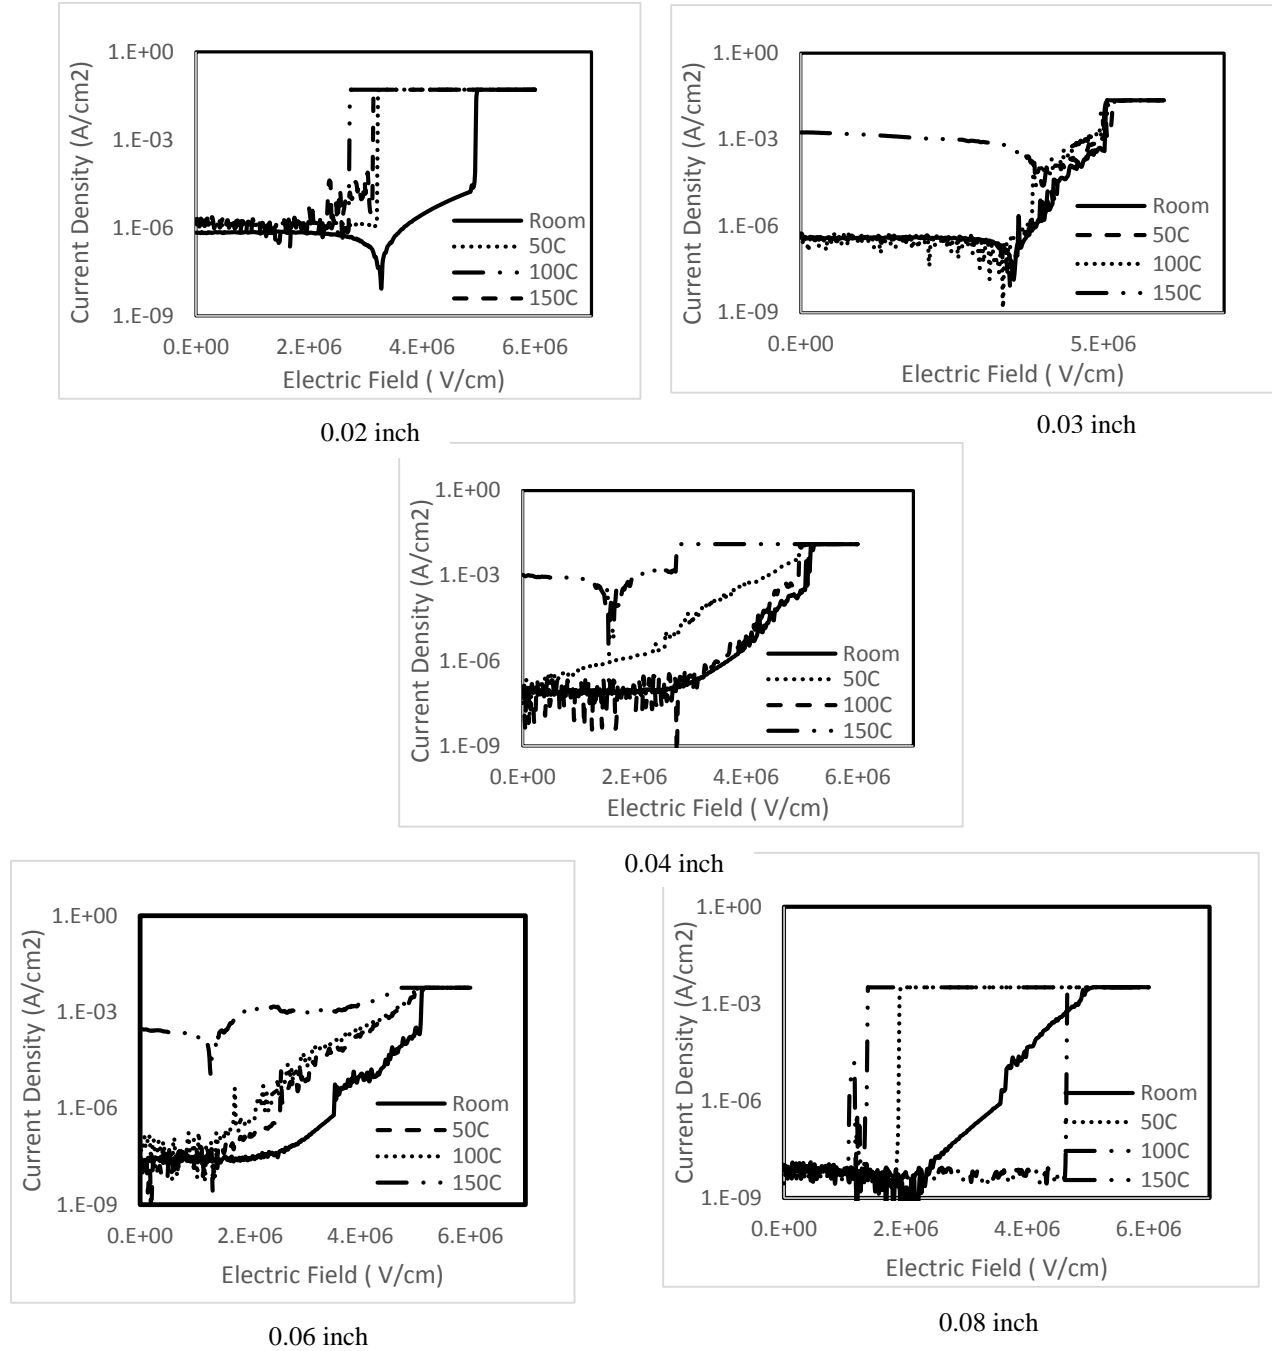 1.E+00
1.E-03
1.E-06
1.E-09
Current Density (A/cm2)
0.E+00 2.E+06 4.E+06 6.E+06
Electric Field ( V/cm)
Room
50C
100C
150C
0.02 inch
1.E+00
1.E-03
1.E-06
1.E-09
Current Density (A/cm2)
0.E+00 5.E+06
Electric Field ( V/cm)
Room
50C
100C
150C
0.03 inch
1.E+00
1.E-03
1.E-06
1.E-09
Current Density (A/cm2)
0.E+00 2.E+06 4.E+06 6.E+06
Electric Field ( V/cm)
Room
50C
100C
150C
0.04 inch
1.E+00
1.E-03
1.E-06
1.E-09
Current Density (A/cm2)
0.E+00 2.E+06 4.E+06 6.E+06
Electric Field ( V/cm)
Room
50C
100C
150C
0.06 inch
1.E+00
1.E-03
1.E-06
1.E-09
Current Density (A/cm2)
0.E+00 2.E+06 4.E+06 6.E+06
Electric Field ( V/cm)
Room
50C
100C
150C
0.08 inch